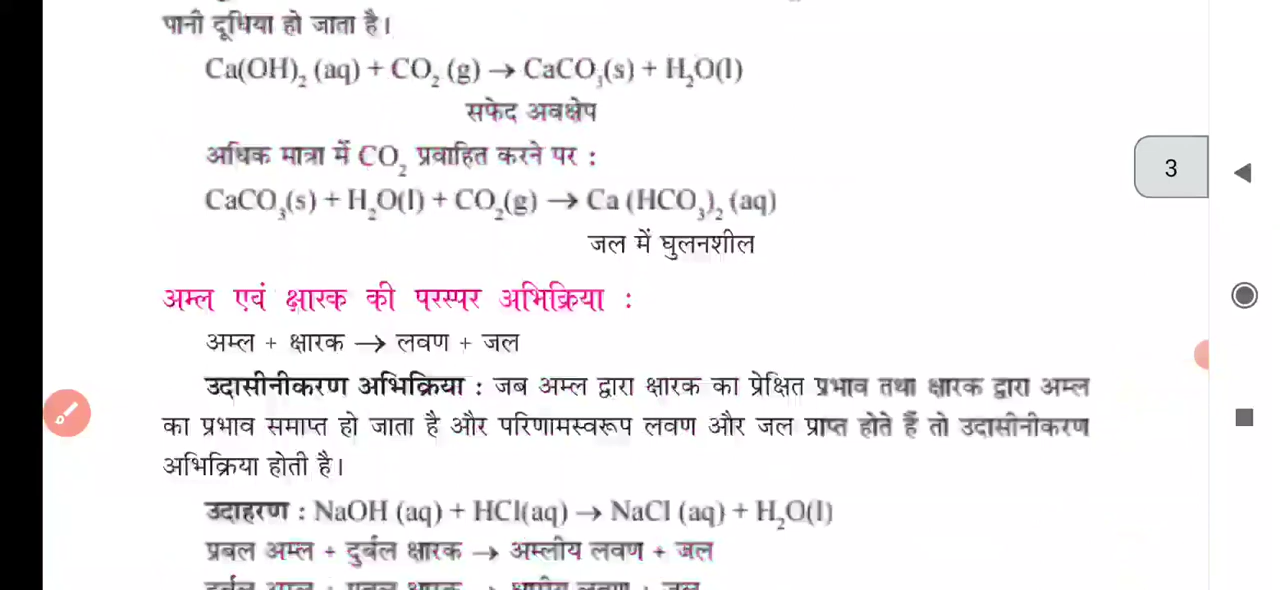 पानी दूधिया हो जाता है।
Ca(OH)₂ (aq) + CO₂ (g) → CaCO₃(s) + H₂O(l)
सफेद अवक्षेप
अधिक मात्रा में CO₂ प्रवाहित करने पर :
CaCO₃(s) + H₂O(l) + CO₂(g) → Ca (HCO₃)₂ (aq)
जल में घुलनशील
3
अम्ल एवं क्षारक की परस्पर अभिक्रिया :
अम्ल + क्षारक → लवण + जल
उदासीनीकरण अभिक्रिया : जब अम्ल द्वारा क्षारक का प्रेक्षित प्रभाव तथा क्षारक द्वारा अम्ल
का प्रभाव समाप्त हो जाता है और परिणामस्वरूप लवण और जल प्राप्त होते हैं तो उदासीनीकरण
अभिक्रिया होती है।
उदाहरण : NaOH (aq) + HCl(aq) → NaCl (aq) + H₂O(l)
प्रबल अम्ल + दुर्बल क्षारक → अम्लीय लवण + जल